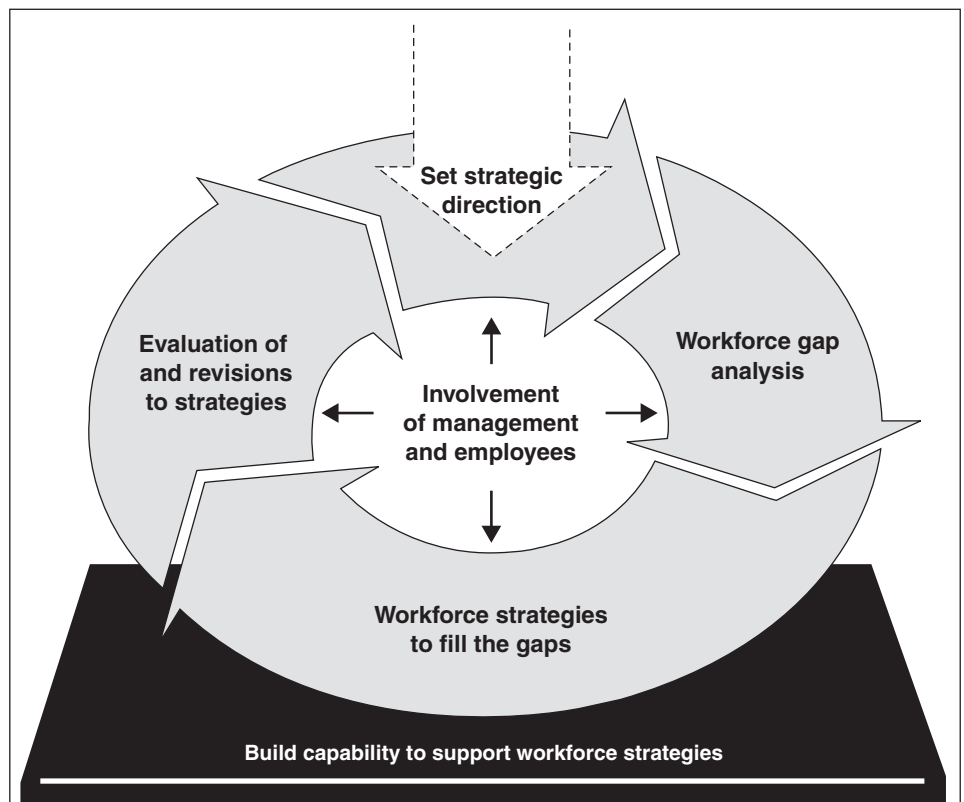 Set strategic
direction
Workforce gap
analysis
Evaluation of
and revisions
to strategies
Involvement
of management
and employees
Workforce strategies
to fill the gaps
Build capability to support workforce strategies